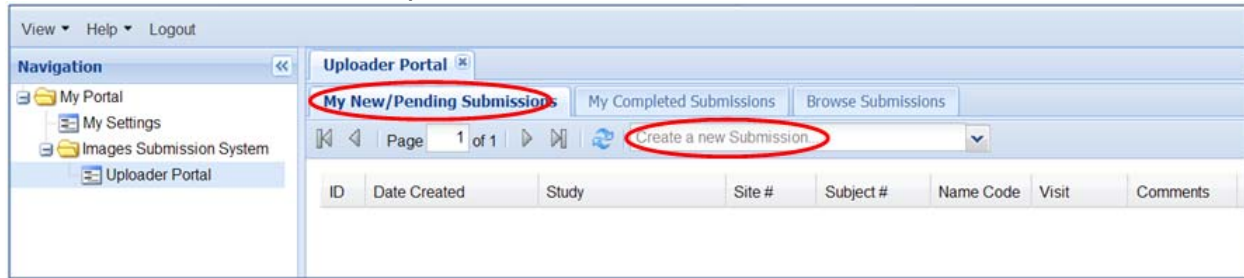 View Help Logout
Navigation
My Portal
My Settings
Images Submission System
Uploader Portal
Uploader Portal
My New/Pending Submissions My Completed Submissions Browse Submissions
Page 1 of 1 Create a new Submission
ID Date Created Study Site # Subject # Name Code Visit Comments